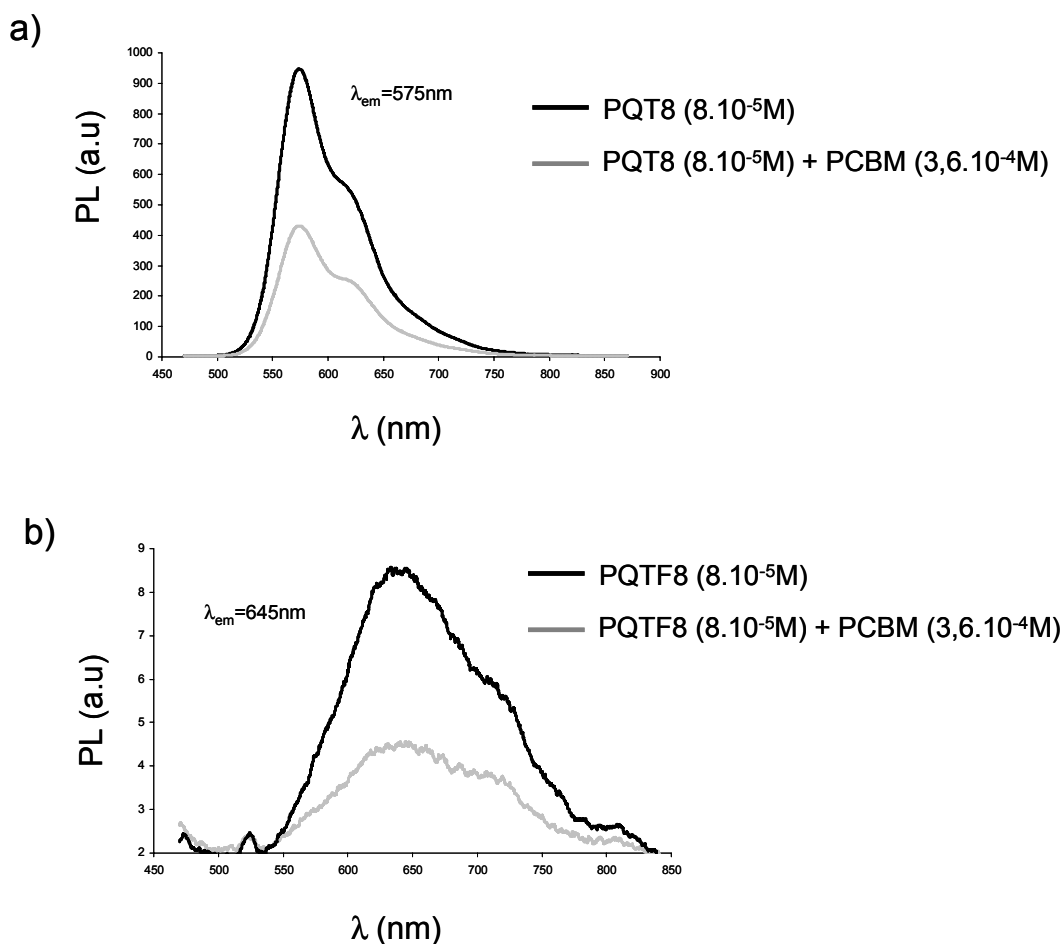 a)
1000
900
800
700
600
500
400
300
200
100
0
450 500 550 600 650 700 750 800 850 900
PL (a.u)
λ (nm)
λem=575nm
PQT8 (8.10⁻⁵M)
PQT8 (8.10⁻⁵M) + PCBM (3,6.10⁻⁴M)
b)
9
8
7
6
5
4
3
2
450 500 550 600 650 700 750 800 850
PL (a.u)
λ (nm)
λem=645nm
PQTF8 (8.10⁻⁵M)
PQTF8 (8.10⁻⁵M) + PCBM (3,6.10⁻⁴M)